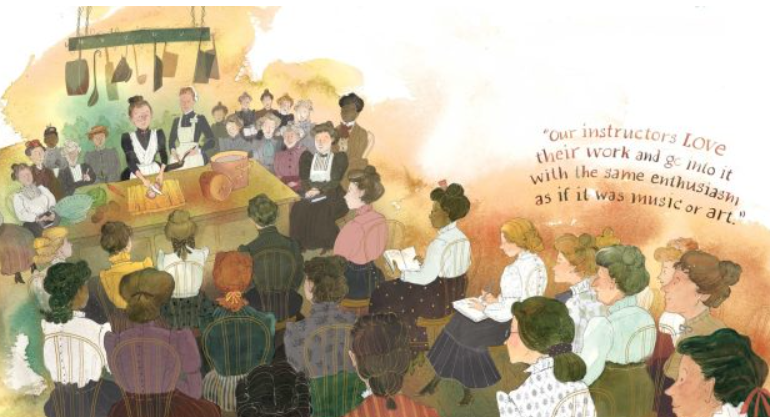 "Our instructors LOVE
their work and go into it
with the same enthusiasm
as if it was music or art."